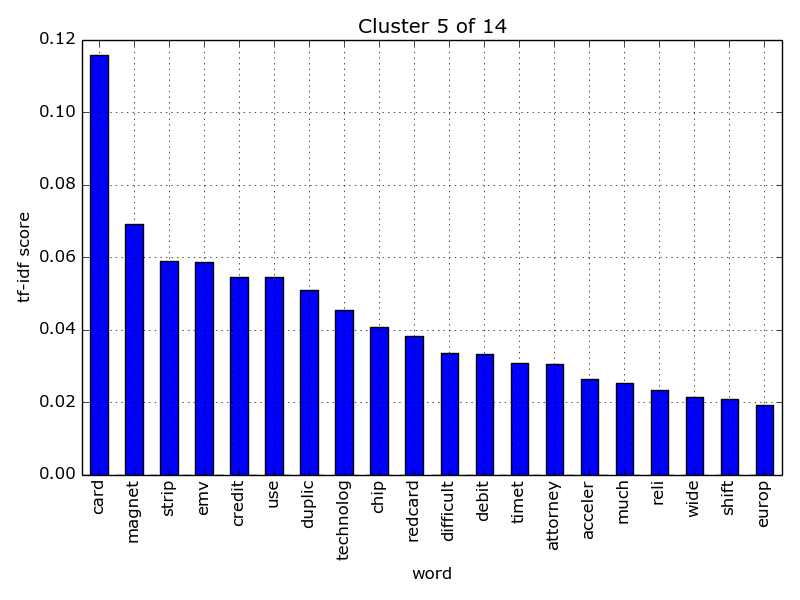 Cluster 5 of 14
tf-idf score
0.12
0.10
0.08
0.06
0.04
0.02
0.00
card
magnet
strip
emv
credit
use
duplic
technolog
chip
redcard
difficult
debit
timet
attorney
acceler
much
reli
wide
shift
europ
word